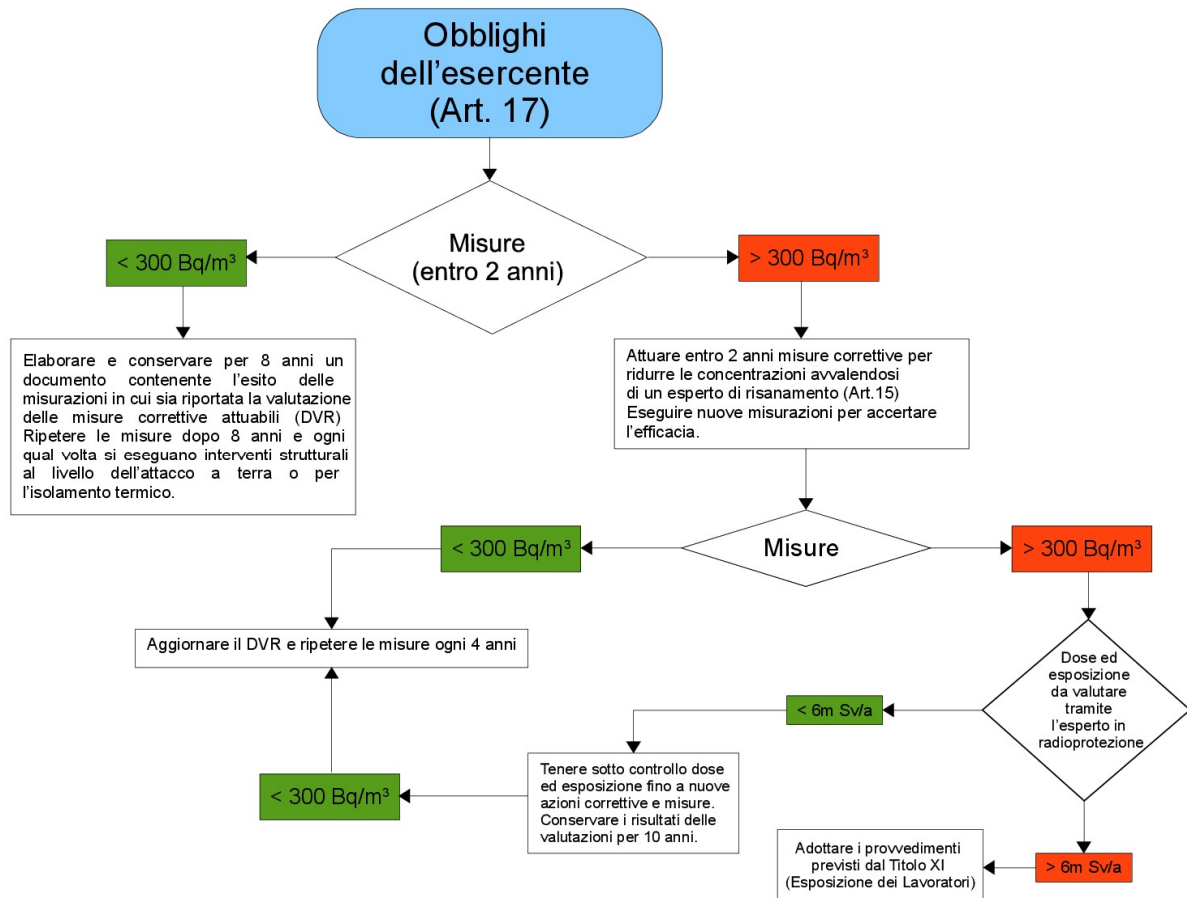 Obblighi
dell'esercente
(Art. 17)
Misure
(entro 2 anni)
< 300 Bq/m³
> 300 Bq/m³
Elaborare e conservare per 8 anni un
documento contenente l'esito delle
misurazioni in cui sia riportata la valutazione
delle misure correttive attuabili (DVR)
Ripetere le misure dopo 8 anni e ogni
qual volta si eseguano interventi strutturali
al livello dell'attacco a terra o per
l'isolamento termico.
Attuare entro 2 anni misure correttive per
ridurre le concentrazioni avvalendosi
di un esperto di risanamento (Art.15)
Eseguire nuove misurazioni per accertare
l'efficacia.
< 300 Bq/m³
Misure
> 300 Bq/m³
Aggiornare il DVR e ripetere le misure ogni 4 anni
Dose ed
esposizione
da valutare
tramite
l'esperto in
radioprotezione
< 6m Sv/a
Tenere sotto controllo dose
ed esposizione fino a nuove
azioni correttive e misure.
Conservare i risultati delle
valutazioni per 10 anni.
< 300 Bq/m³
Adottare i provvedimenti
previsti dal Titolo XI
(Esposizione dei Lavoratori)
> 6m Sv/a